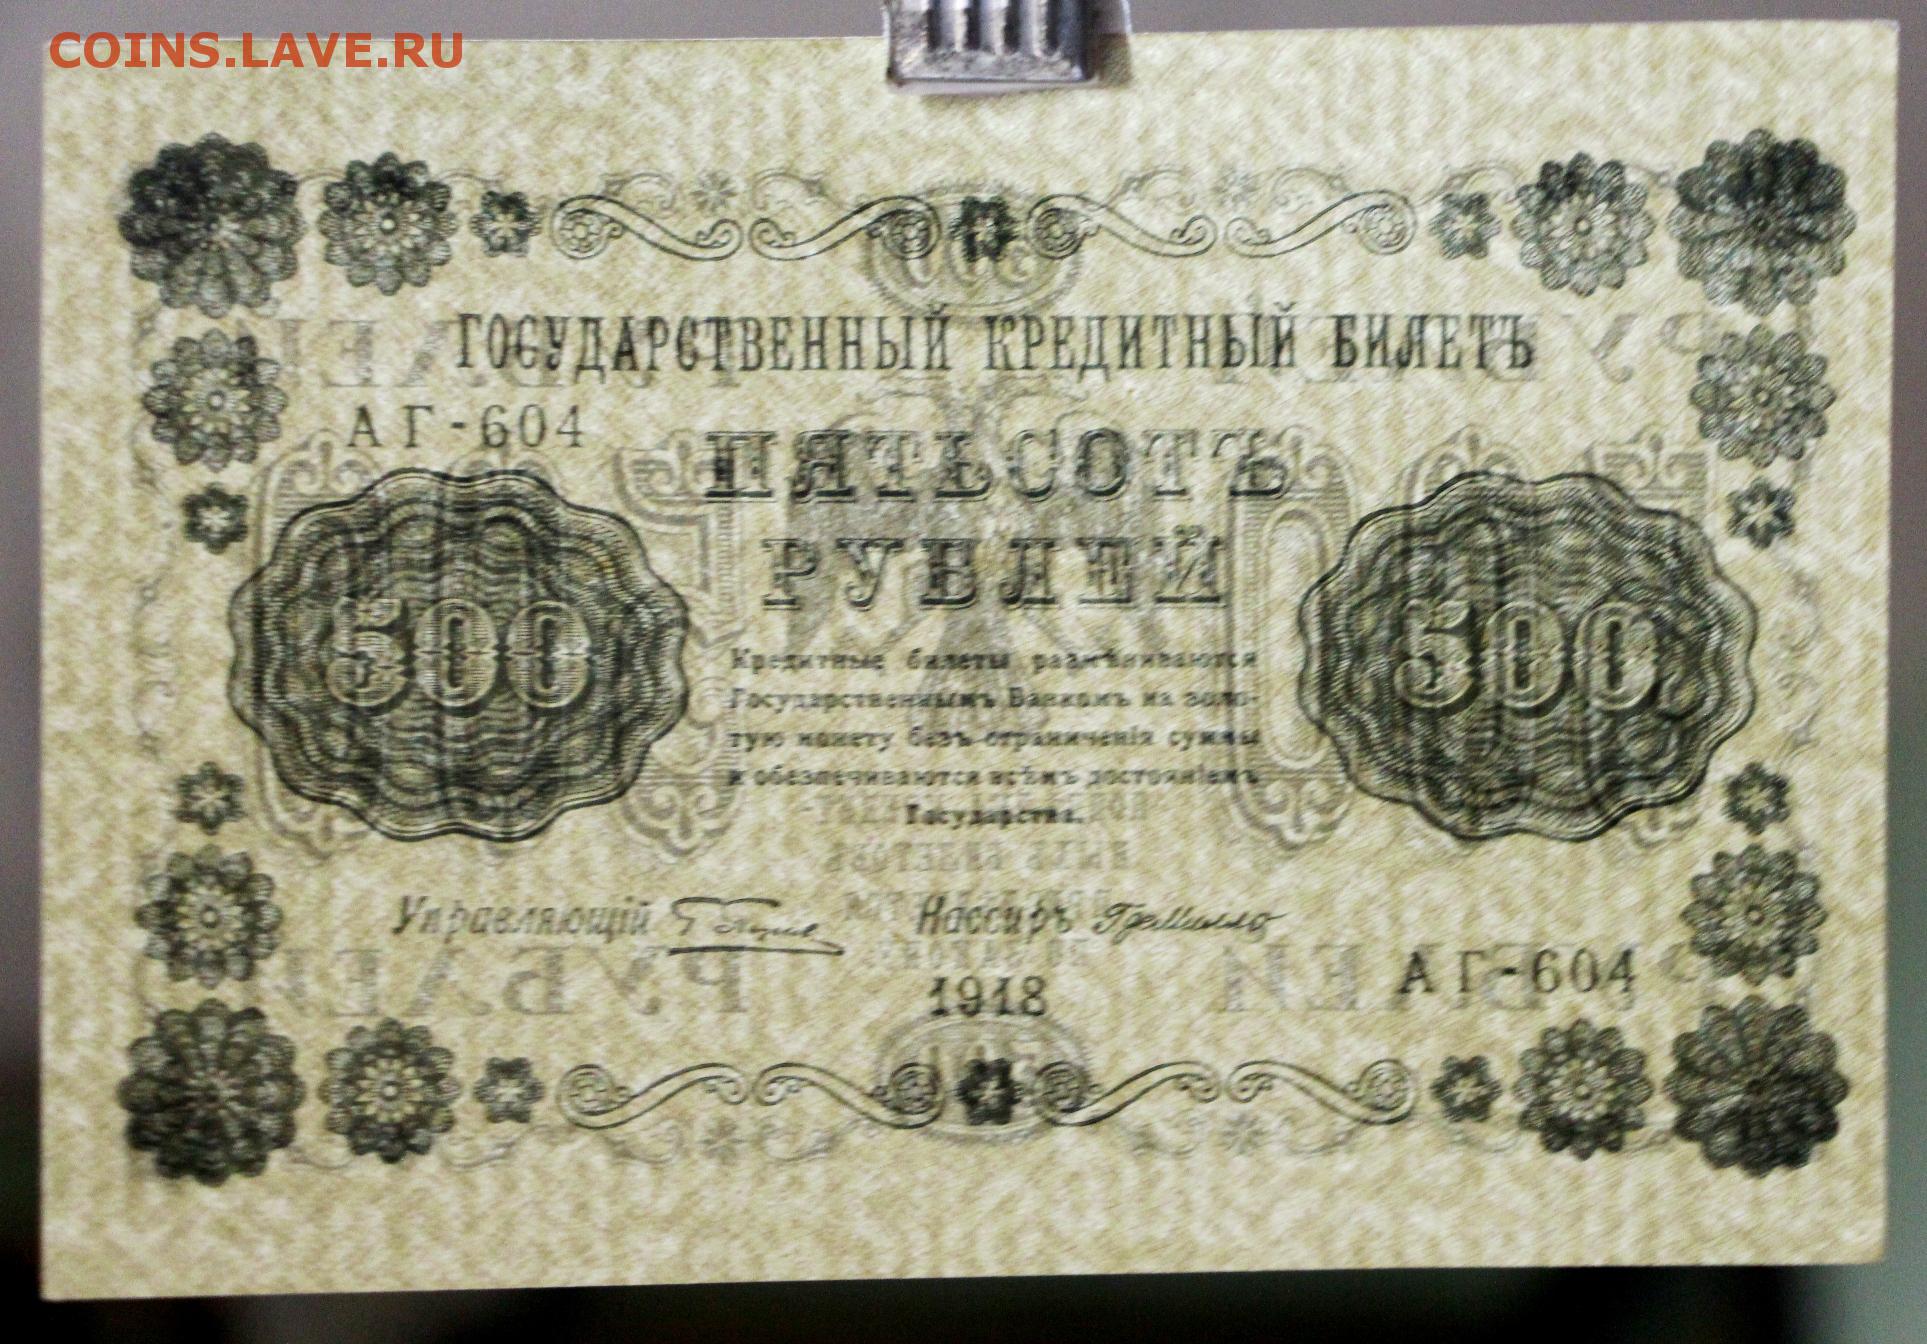 COINS.LAVE.RU
ГОСУДАРСТВЕННЫЙ КРЕДИТНЫЙ БИЛЕТЪ
АГ-604
ПЯТЬСОТЪ
РУБЛЕЙ
500
500
Кредитные билеты размѣниваются
Государственнымъ Банкомъ на золо-
тую монету безъ ограниченія суммы
и обезпечиваются всѣмъ достояніемъ
Государства.
Управляющій Кассиръ
АГ-604
1918